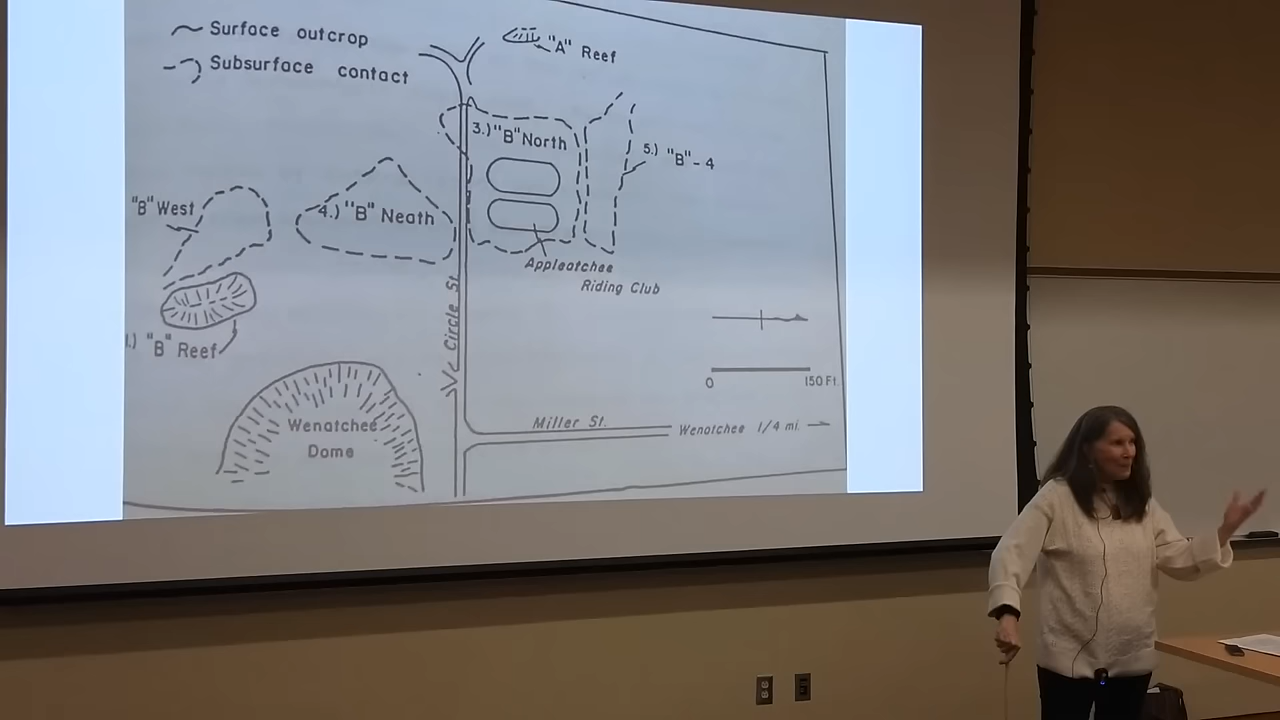 Surface outcrop
Subsurface contact
"A" Reef
3.) "B" North
5.) "B" - 4
"B" West
4.) "B" Neath
Appleatchee
Riding Club
1.) "B" Reef
Circle St.
0 150 Ft.
Wenatchee
Dome
Miller St.
Wenatchee 1/4 mi.